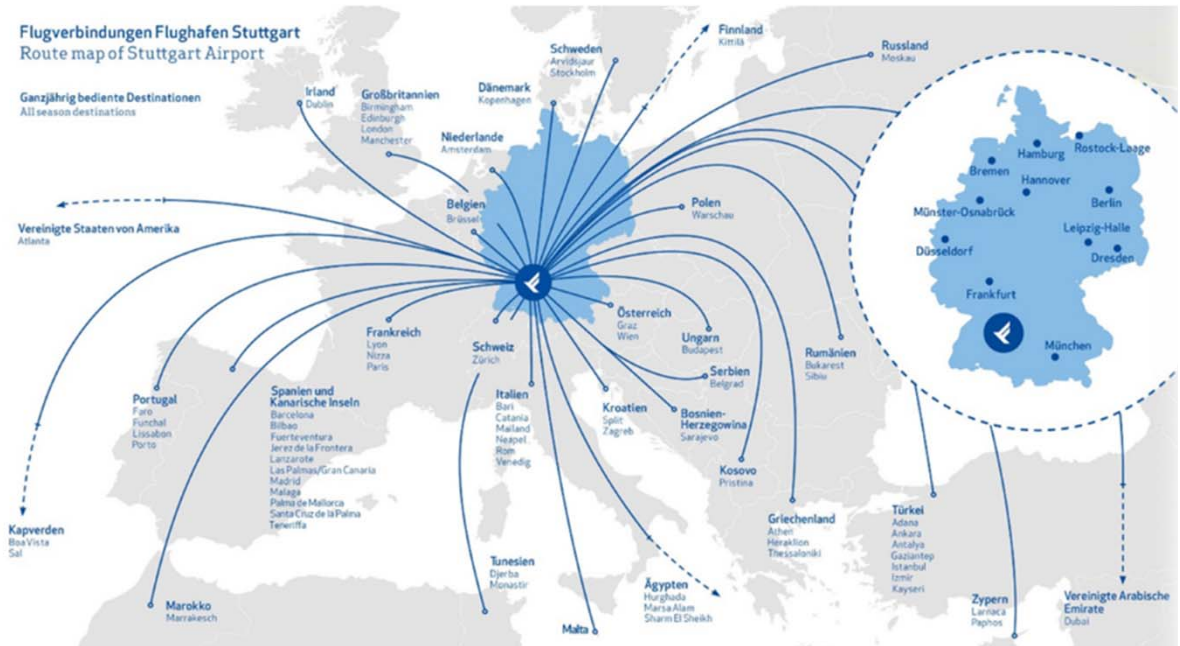 Flugverbindungen Flughafen Stuttgart
Route map of Stuttgart Airport
Ganzjährig bediente Destinationen
All season destinations
Irland
Dublin
Großbritannien
Birmingham
Edinburgh
London
Manchester
Dänemark
Kopenhagen
Schweden
Arvidsjaur
Stockholm
Finnland
Kittilä
Russland
Moskau
Niederlande
Amsterdam
Belgien
Brüssel
Polen
Warschau
Vereinigte Staaten von Amerika
Atlanta
Frankreich
Lyon
Nizza
Paris
Schweiz
Zürich
Österreich
Graz
Wien
Ungarn
Budapest
Rumänien
Bukarest
Sibiu
Serbien
Belgrad
Portugal
Faro
Funchal
Lissabon
Porto
Spanien und
Kanarische Inseln
Barcelona
Bilbao
Fuerteventura
Jerez de la Frontera
Lanzarote
Las Palmas/Gran Canaria
Madrid
Malaga
Palma de Mallorca
Santa Cruz de la Palma
Teneriffa
Italien
Bari
Catania
Mailand
Neapel
Rom
Venedig
Kroatien
Split
Zagreb
Bosnien-
Herzegowina
Sarajevo
Kosovo
Pristina
Kapverden
Boa Vista
Sal
Marokko
Marrakesch
Tunesien
Djerba
Monastir
Malta
Ägypten
Hurghada
Marsa Alam
Sharm El Sheikh
Griechenland
Athen
Heraklion
Thessaloniki
Türkei
Adana
Ankara
Antalya
Gaziantep
Istanbul
Izmir
Kayseri
Zypern
Larnaca
Paphos
Vereinigte Arabische
Emirate
Dubai
Hamburg
Rostock-Laage
Bremen
Hannover
Berlin
Münster-Osnabrück
Leipzig-Halle
Düsseldorf
Dresden
Frankfurt
München